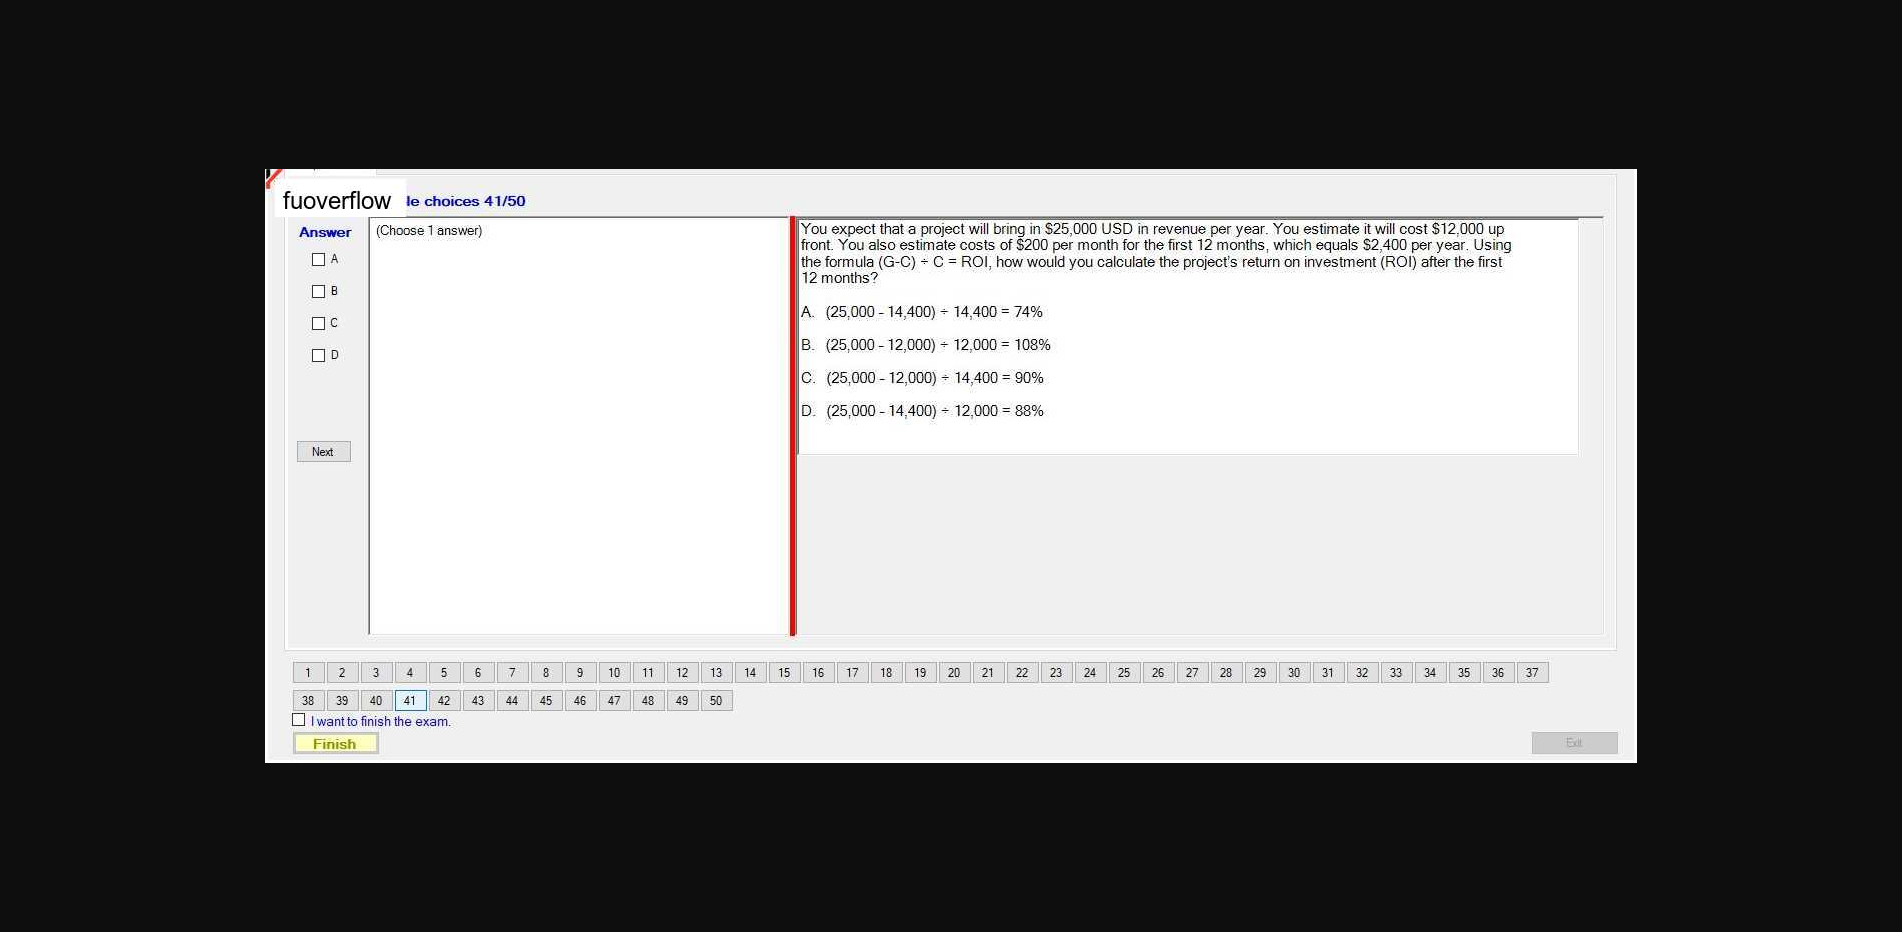 fuoverflow
le choices 41/50
Answer
(Choose 1 answer)
A
B
C
D
Next
You expect that a project will bring in $25,000 USD in revenue per year. You estimate it will cost $12,000 up
front. You also estimate costs of $200 per month for the first 12 months, which equals $2,400 per year. Using
the formula (G-C) ÷ C = ROI, how would you calculate the project's return on investment (ROI) after the first
12 months?
A. (25,000 - 14,400) ÷ 14,400 = 74%
B. (25,000 - 12,000) ÷ 12,000 = 108%
C. (25,000 - 12,000) ÷ 14,400 = 90%
D. (25,000 - 14,400) ÷ 12,000 = 88%
1 2 3 4 5 6 7 8 9 10 11 12 13 14 15 16 17 18 19 20 21 22 23 24 25 26 27 28 29 30 31 32 33 34 35 36 37
38 39 40 41 42 43 44 45 46 47 48 49 50
I want to finish the exam.
Finish
Exit